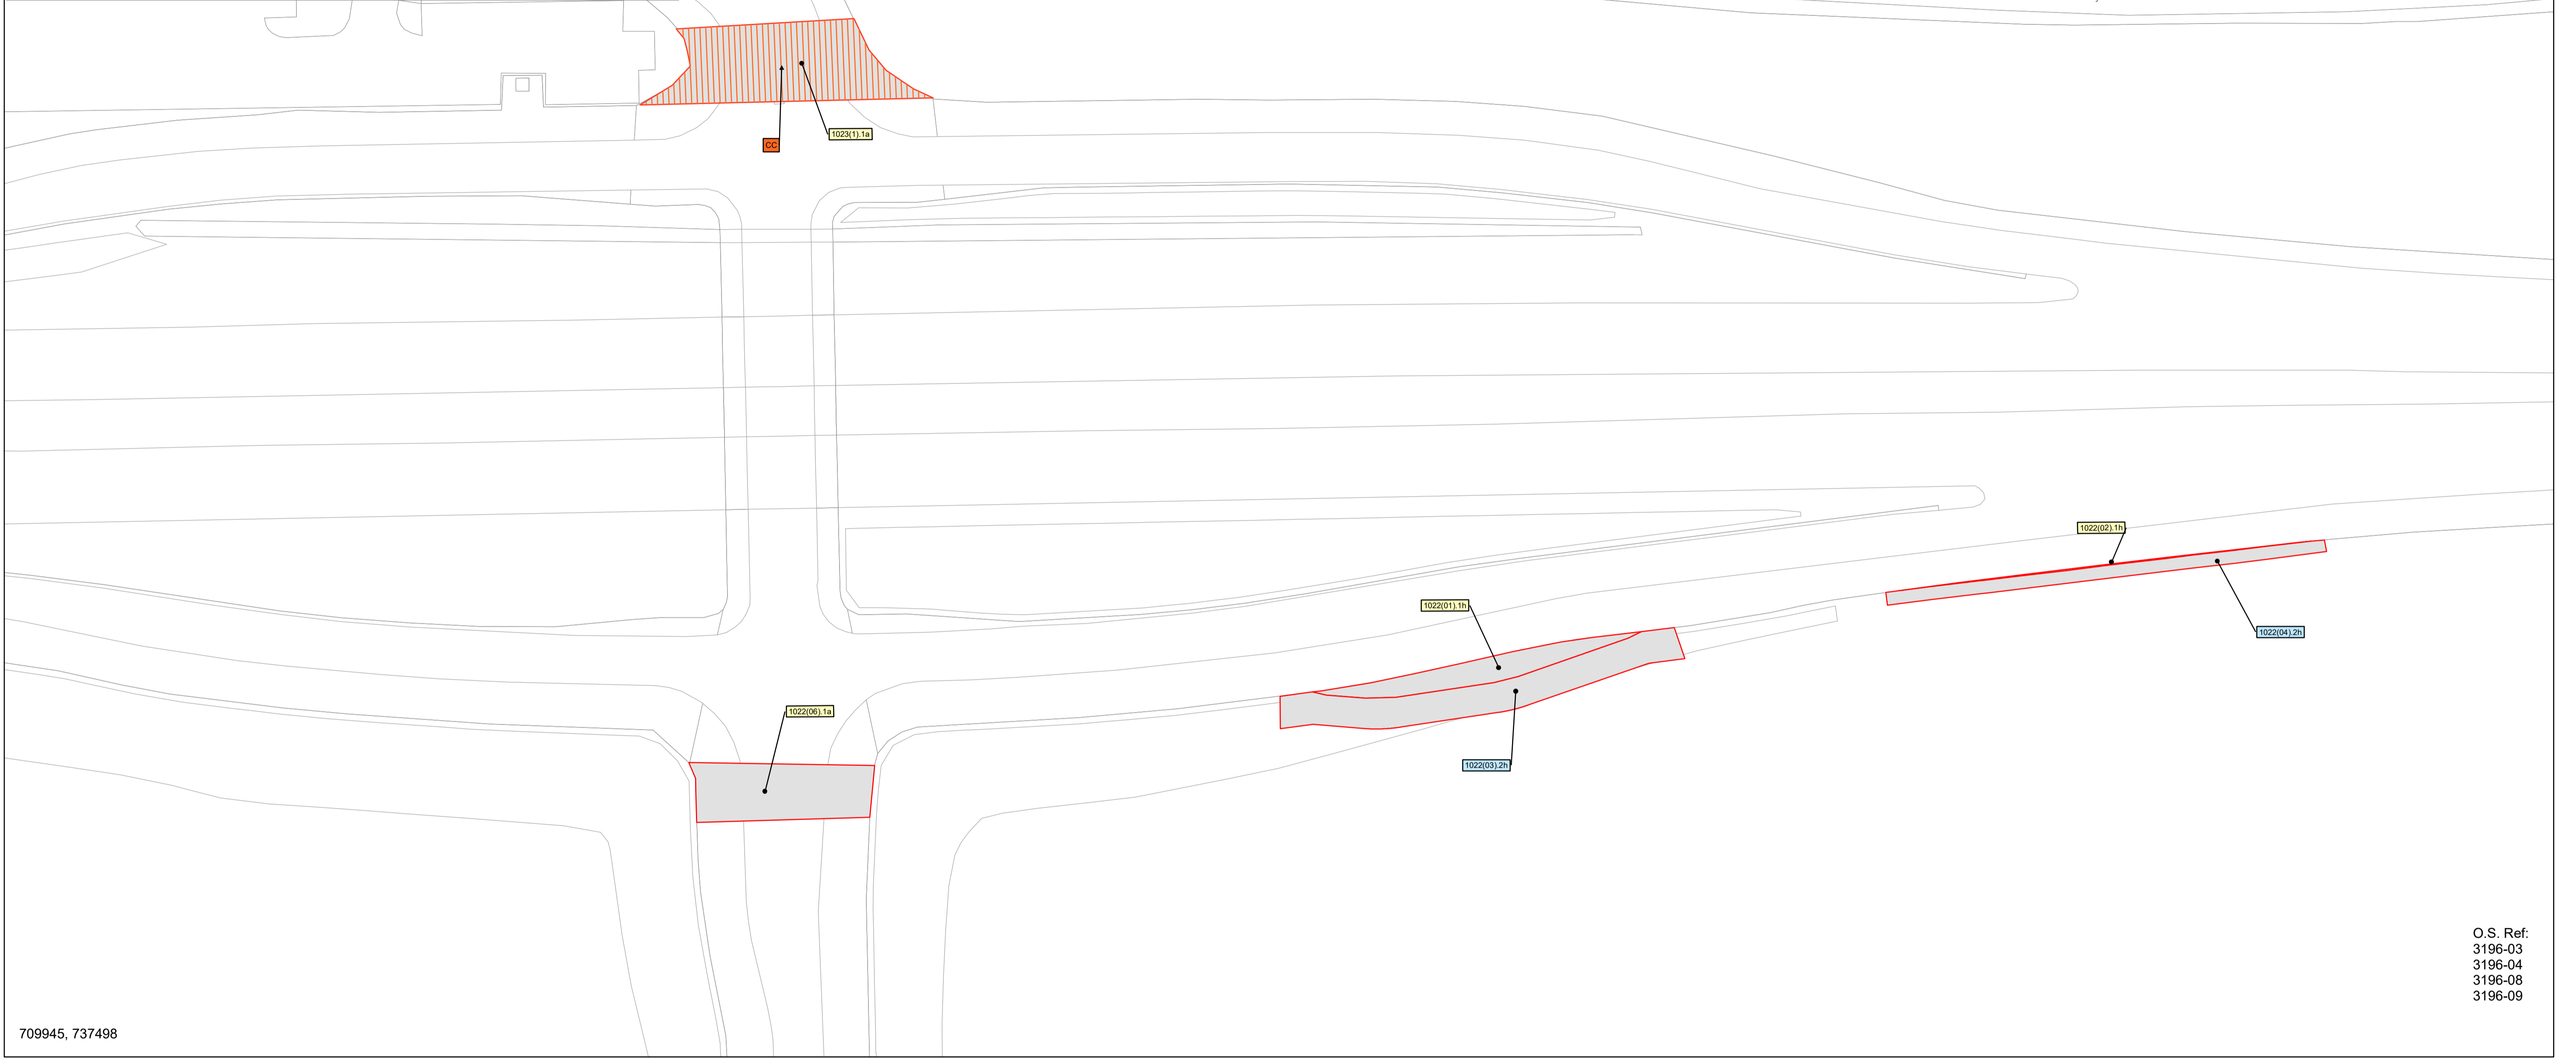 1023(1).1a
CC
1022(02).1h
1022(01).1h
1022(04).2h
1022(06).1a
1022(03).2h
O.S. Ref:
3196-03
3196-04
3196-08
3196-09
709945, 737498